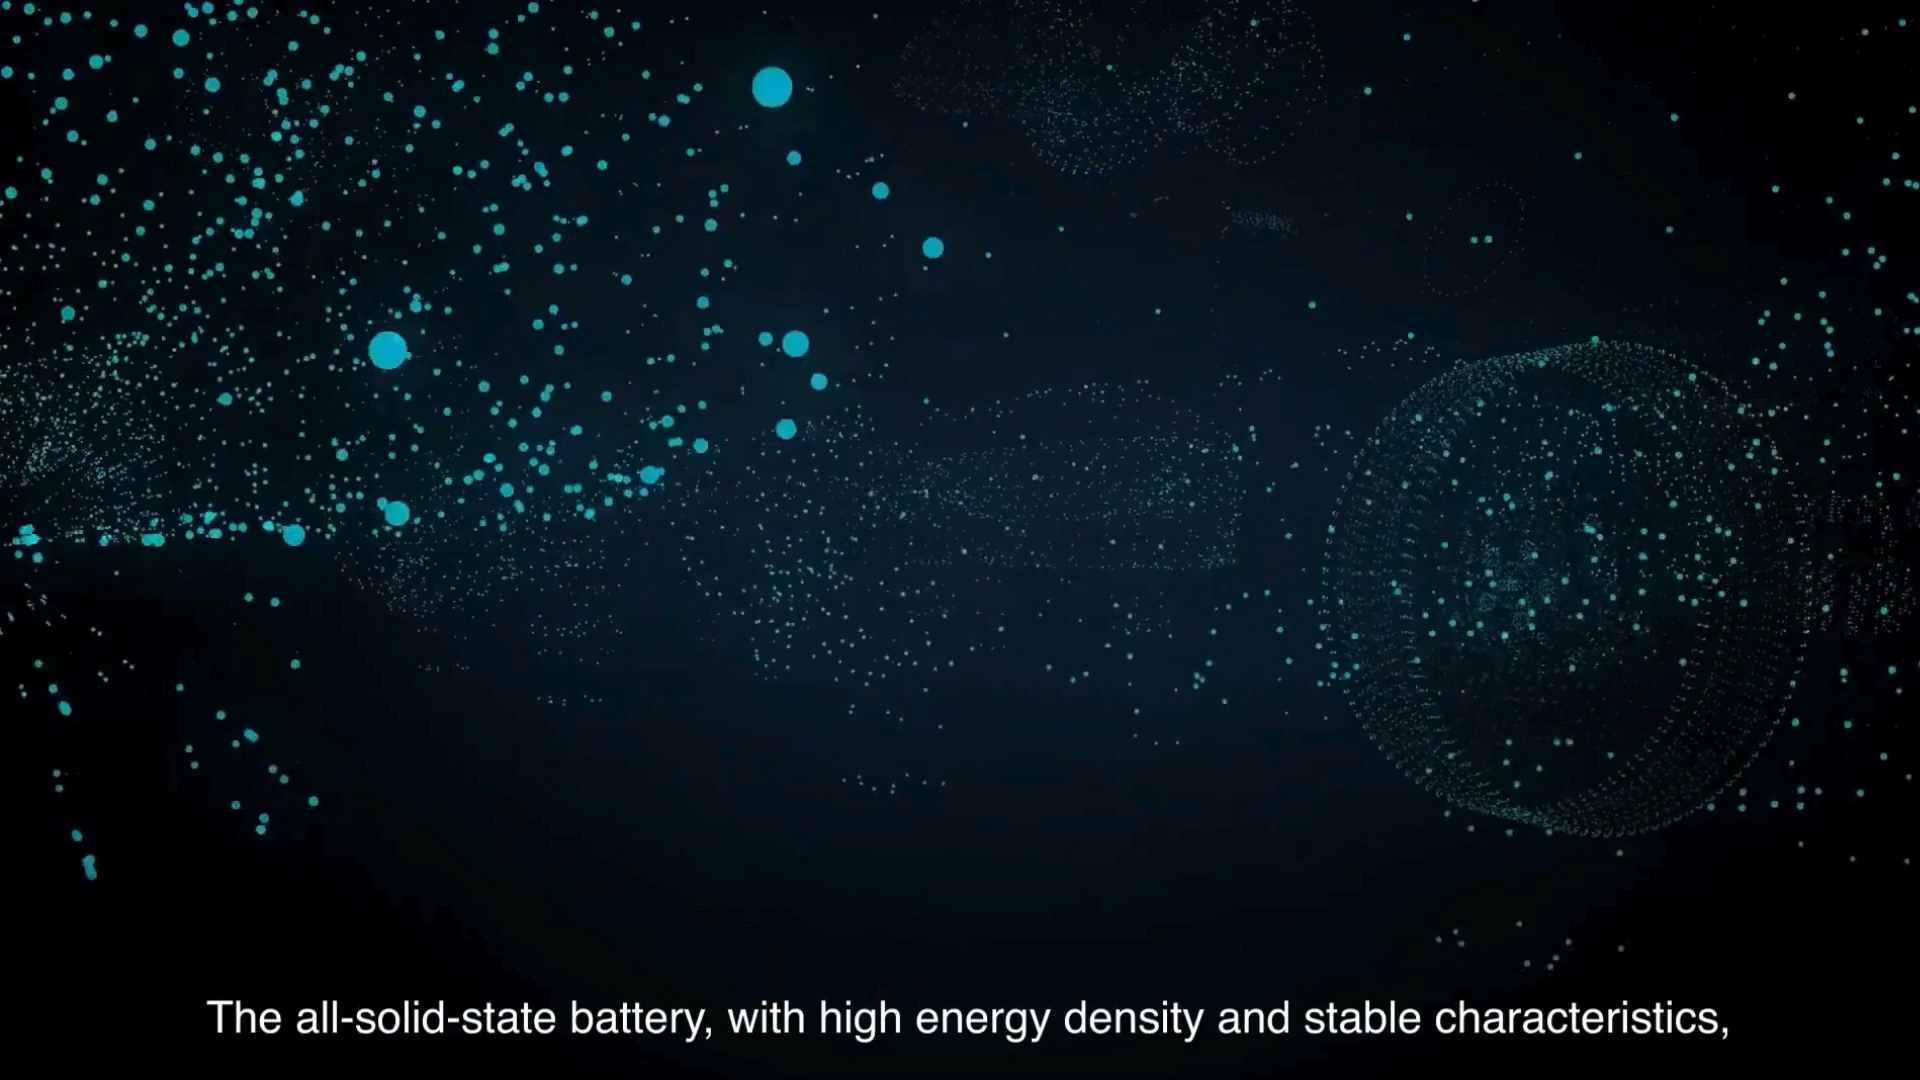 The all-solid-state battery, with high energy density and stable characteristics,